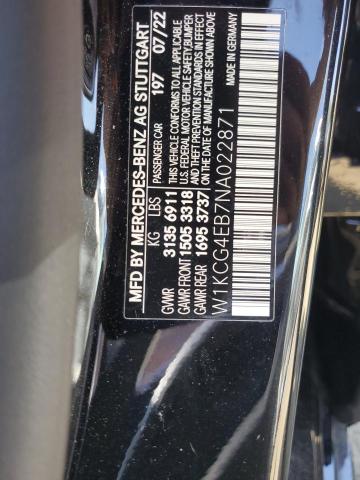 MFD BY MERCEDES-BENZ AG STUTTGART
PASSENGER CAR 197 07/22
KG LBS
GVWR 3135 6911
GAWR FRONT 1505 3318
GAWR REAR 1695 3737
THIS VEHICLE CONFORMS TO ALL APPLICABLE
U.S. FEDERAL MOTOR VEHICLE SAFETY, BUMPER
AND THEFT PREVENTION STANDARDS IN EFFECT
ON THE DATE OF MANUFACTURE SHOWN ABOVE
W1KCG4EB7NA022871
MADE IN GERMANY